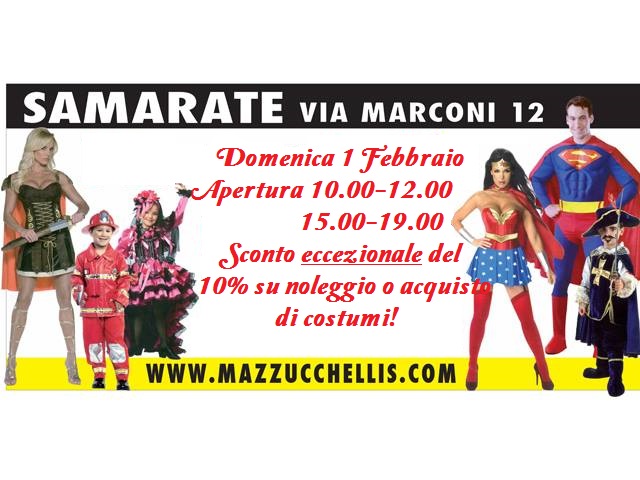 SAMARATE VIA MARCONI 12
Domenica 1 Febbraio
Apertura 10.00-12.00
15.00-19.00
Sconto eccezionale del
10% su noleggio o acquisto
di costumi!
WWW.MAZZUCCHELLIS.COM